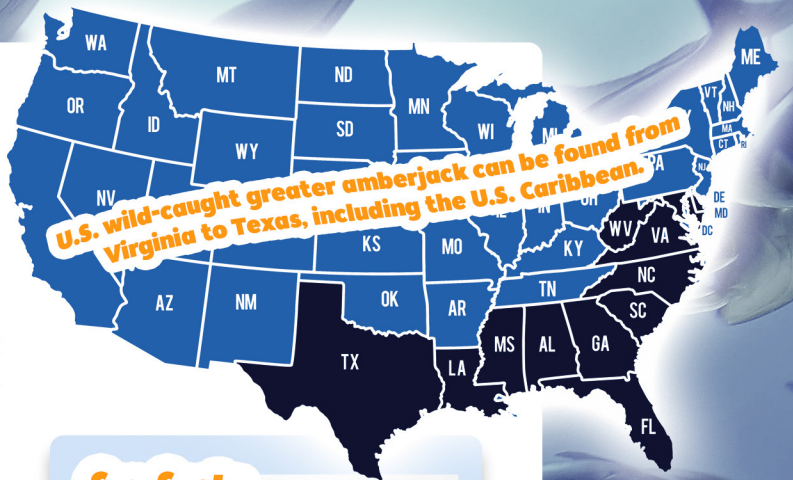 WA
MT
ND
MN
ME
OR
ID
SD
WI
VT
NH
WY
MA
CT
RI
U.S. wild-caught greater amberjack can be found from
Virginia to Texas, including the U.S. Caribbean.
NV
PA
NJ
DE
MD
DC
KS
MO
KY
WV
VA
AZ
NM
OK
AR
TN
NC
SC
TX
LA
MS
AL
GA
FL